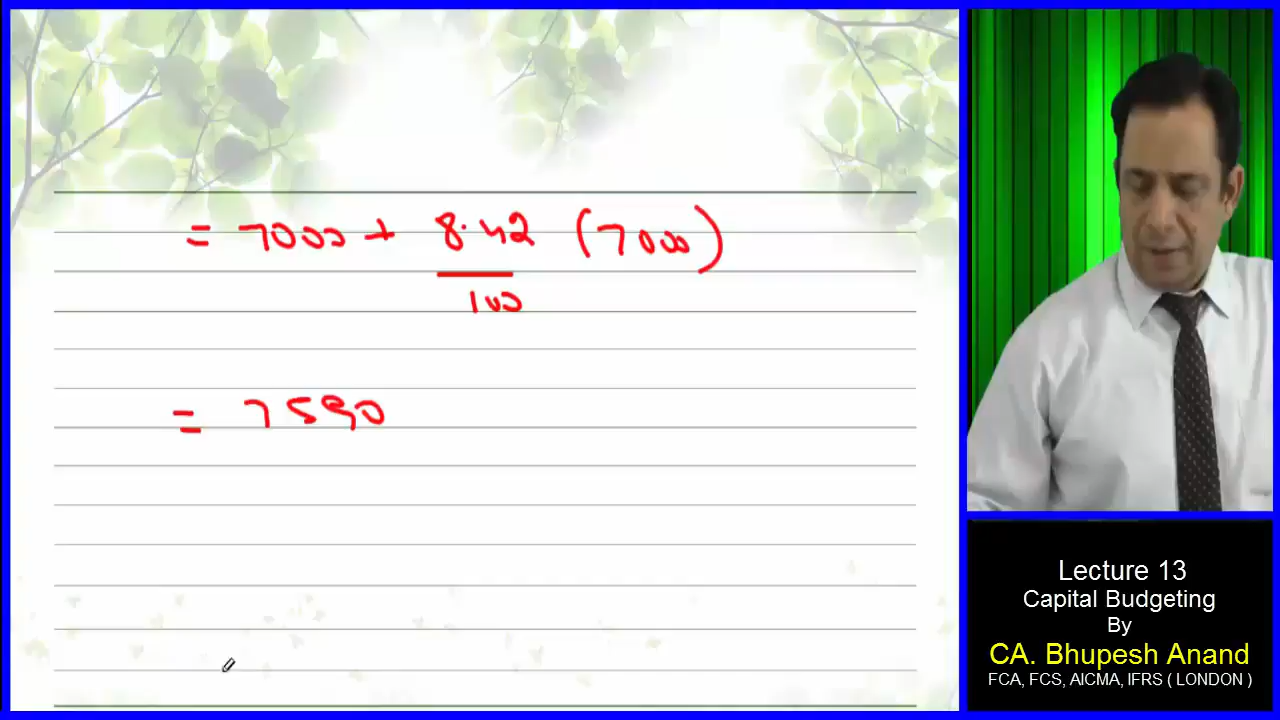 = 7000 + 8.42 (7000)
100
= 7590
Lecture 13
Capital Budgeting
By
CA. Bhupesh Anand
FCA, FCS, AICMA, IFRS ( LONDON )